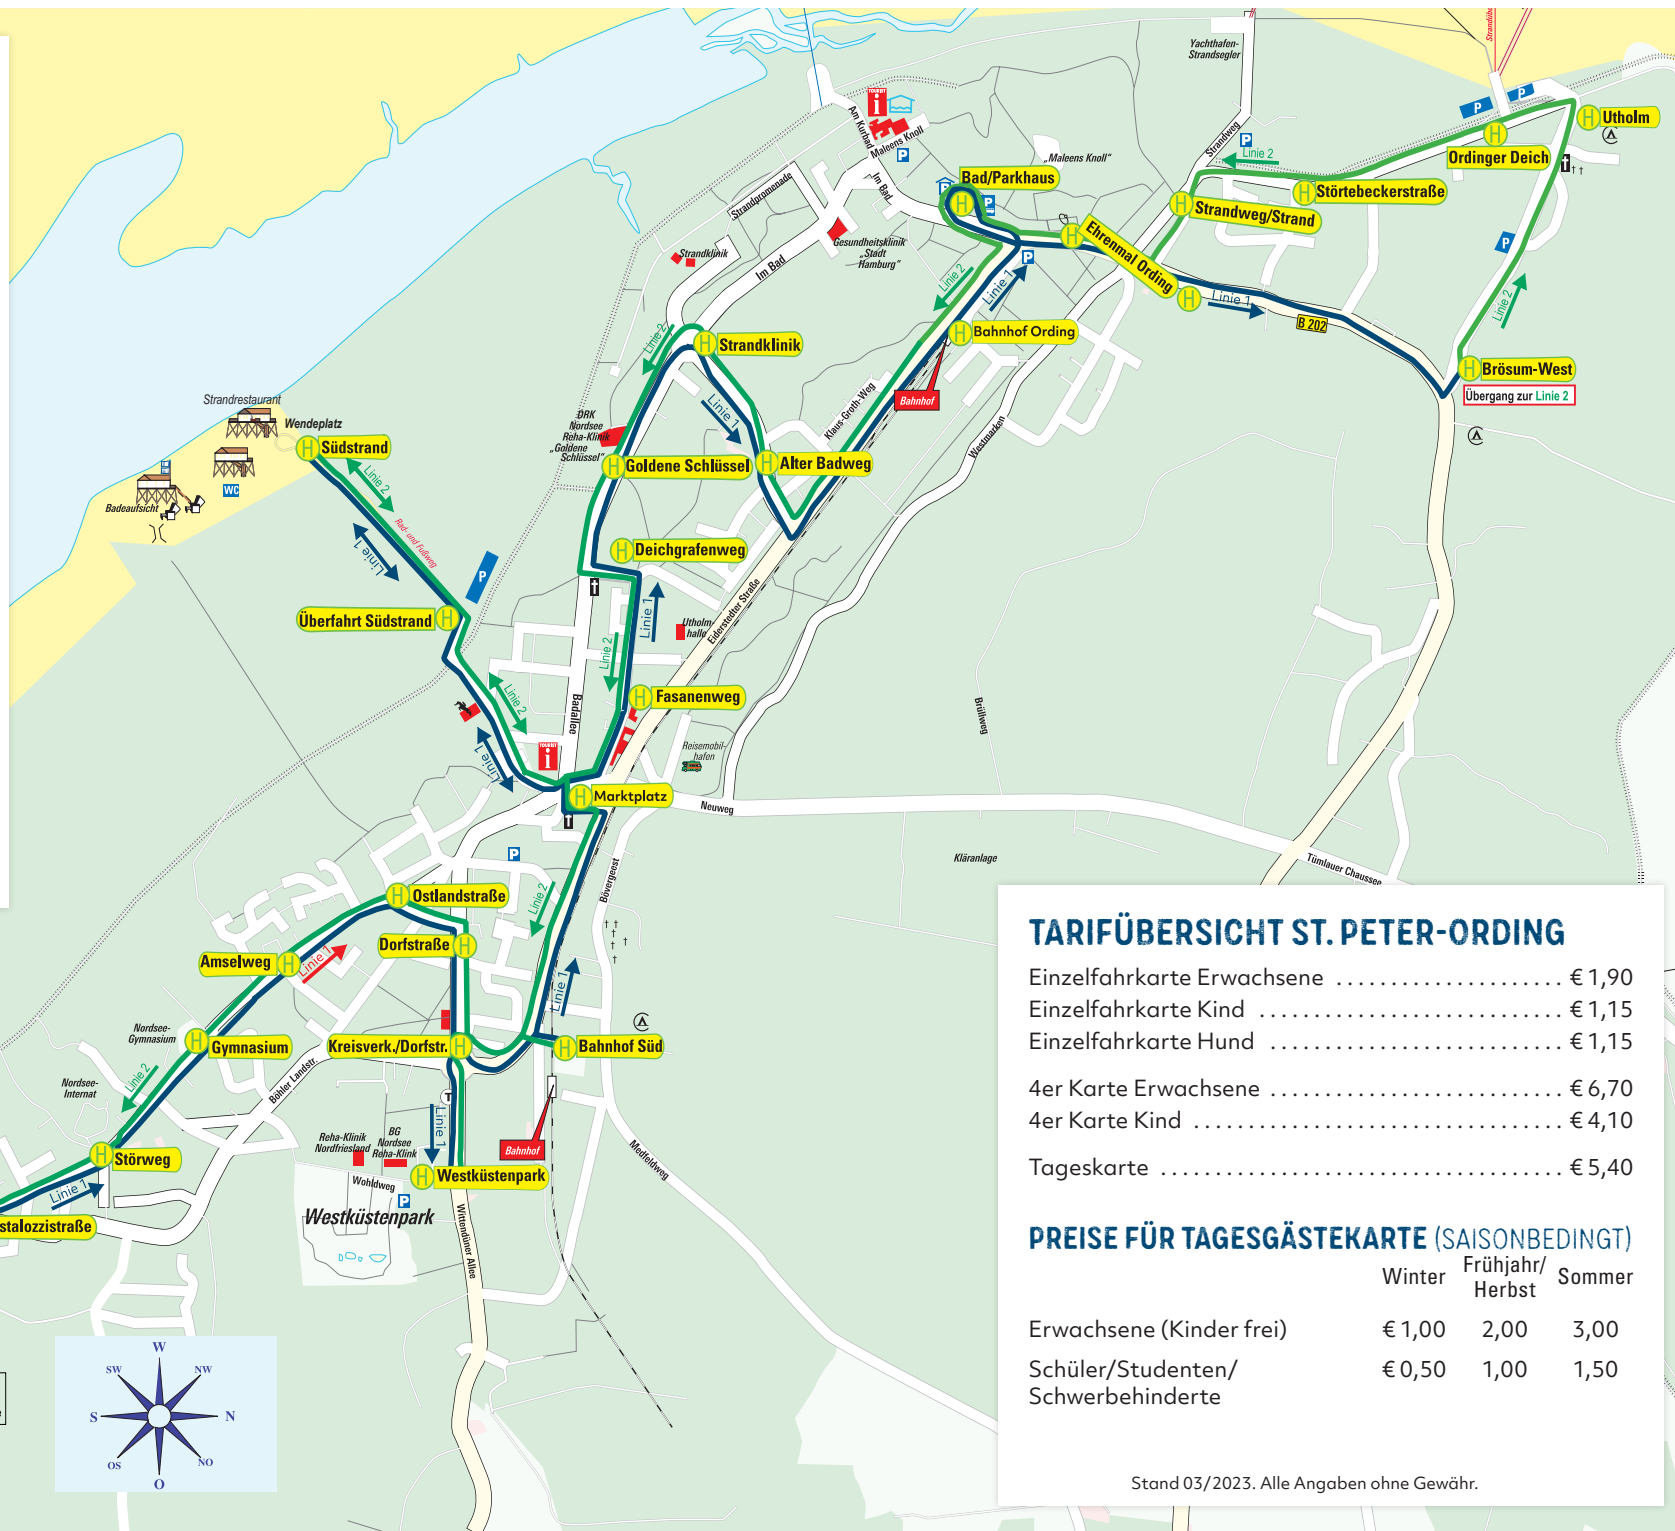 Yachthafen-
Strandsegler
Strandweg
TOURIST
i
Am Kurbad
Maleens Knoll
P
Im Bad
„Maleens Knoll“
P
Linie 2
P
P
H Utholm
H
Ordinger Deich
H Störtebeckerstraße
H Strandweg/Strand
Bad/Parkhaus
H
P
Strandpromenade
Strandklinik
Im Bad
Gesundheitsklinik
„Stadt
Hamburg“
H
Ehrenmal Ording
H
P
Linie 2
Linie 1
Linie 1
B 202
P
Linie 2
H Bahnhof Ording
Bahnhof
H Brösum-West
Übergang zur Linie 2
Linie 2
H Strandklinik
Linie 1
Klaus-Groth-Weg
Westmarken
Strandrestaurant
Wendeplatz
H Südstrand
WC
Badeaufsicht
Linie 2
Rad- und Fußweg
Linie 1
P
DRK
Nordsee
Reha-Klinik
„Goldene
Schlüssel“
H Goldene Schlüssel
H Alter Badweg
H Deichgrafenweg
Überfahrt Südstrand H
Linie 1
Linie 2
Utholm-
halle
Eiderstedter Straße
Linie 2
Badallee
H Fasanenweg
Linie 1
TOURIST
i
Reisemobil-
hafen
Brüllweg
H Marktplatz
Neuweg
Kläranlage
Tümlauer Chaussee
P
Bövergeest
Linie 2
H Ostlandstraße
Dorfstraße H
Amselweg H
Linie 1
Linie 1
Nordsee-
Gymnasium
H Gymnasium
Kreisverk./Dorfstr. H
H Bahnhof Süd
Böhler Landstr.
Nordsee-
Internat
Linie 2
T
Linie 1
Reha-Klinik
Nordfriesland
BG
Nordsee
Reha-Klink
Bahnhof
Medfeldweg
H Störweg
Linie 1
H Westküstenpark
Wohldweg
P
Westküstenpark
Wittendüner Allee
stalozzistraße
W
SW NW
S N
OS NO
O
TARIFÜBERSICHT ST. PETER-ORDING
Einzelfahrkarte Erwachsene ..................... € 1,90
Einzelfahrkarte Kind ............................ € 1,15
Einzelfahrkarte Hund ........................... € 1,15
4er Karte Erwachsene ........................... € 6,70
4er Karte Kind .................................. € 4,10
Tageskarte ..................................... € 5,40
PREISE FÜR TAGESGÄSTEKARTE (SAISONBEDINGT)
Winter Frühjahr/ Sommer
Herbst
Erwachsene (Kinder frei) € 1,00 2,00 3,00
Schüler/Studenten/ € 0,50 1,00 1,50
Schwerbehinderte
Stand 03/2023. Alle Angaben ohne Gewähr.